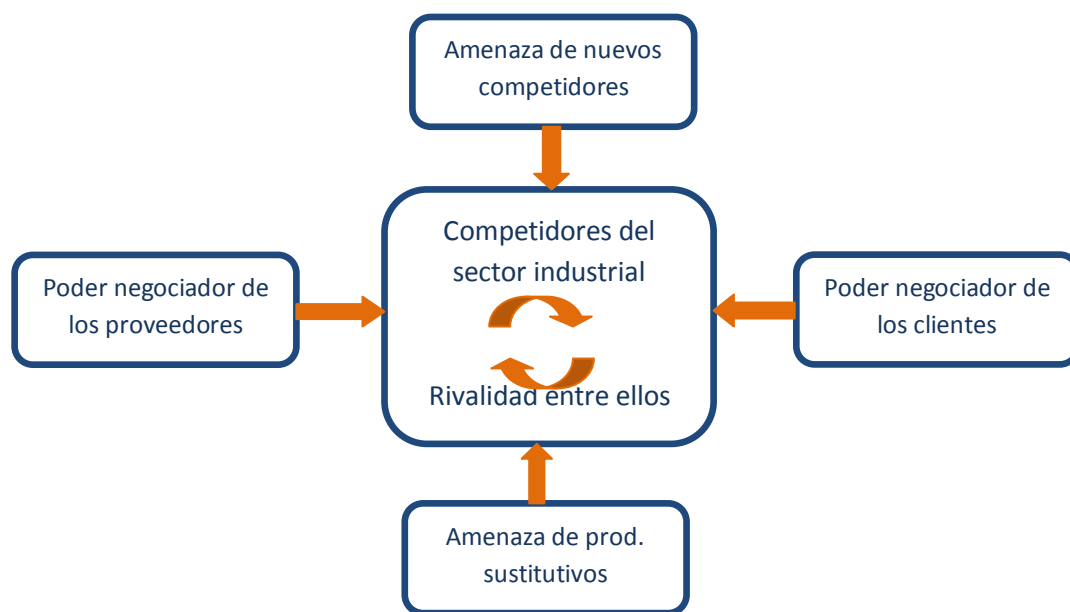 Amenaza de nuevos
competidores
Competidores del
sector industrial
Poder negociador de
los proveedores
Poder negociador de
los clientes
Rivalidad entre ellos
Amenaza de prod.
sustitutivos